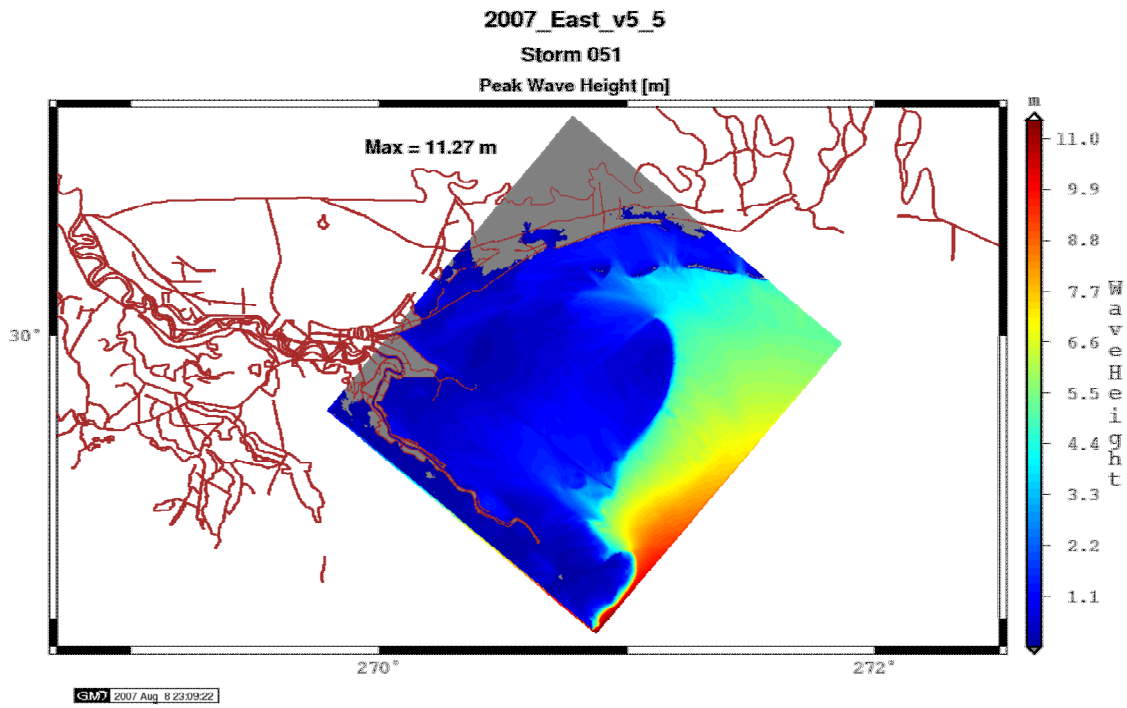 2007_East_v5_5
Storm 051
Peak Wave Height [m]
Max = 11.27 m
m
11.0
9.9
8.8
7.7
6.6
5.5
4.4
3.3
2.2
1.1
WaveHeight
30°
270°
272°
GMT 2007 Aug 8 23:09:22